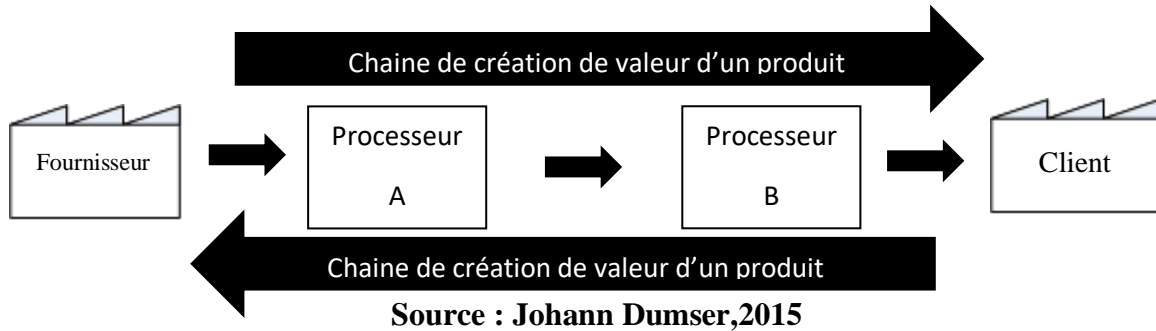 Chaine de création de valeur d'un produit
Fournisseur
Processeur
A
Processeur
B
Client
Chaine de création de valeur d'un produit
Source : Johann Dumser,2015